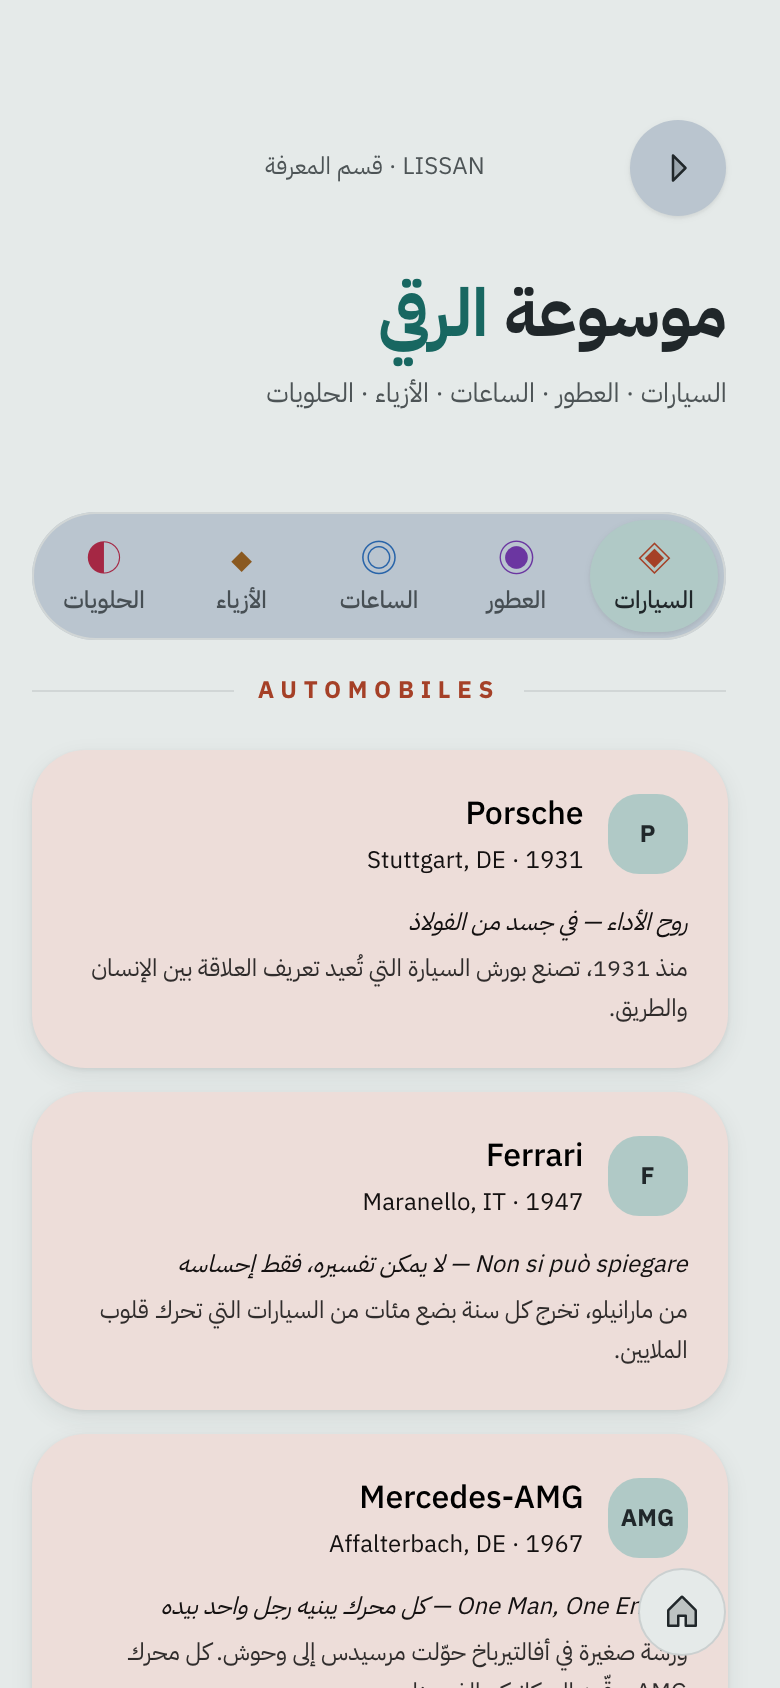 LISSAN · قسم المعرفة
موسوعة الرقي
السيارات · العطور · الساعات · الأزياء · الحلويات
السيارات
العطور
الساعات
الأزياء
الحلويات
AUTOMOBILES
P
Porsche
Stuttgart, DE · 1931
روح الأداء — في جسد من الفولاذ
منذ 1931، تصنع بورش السيارة التي تُعيد تعريف العلاقة بين الإنسان
والطريق.
F
Ferrari
Maranello, IT · 1947
Non si può spiegare — لا يمكن تفسيره، فقط إحساسه
من مارانيلو، تخرج كل سنة بضع مئات من السيارات التي تحرك قلوب
الملايين.
AMG
Mercedes-AMG
Affalterbach, DE · 1967
One Man, One — كل محرك يبنيه رجل واحد بيده
ورشة صغيرة في أفالتيرباخ حوّلت مرسيدس إلى وحوش. كل محرك
AMG